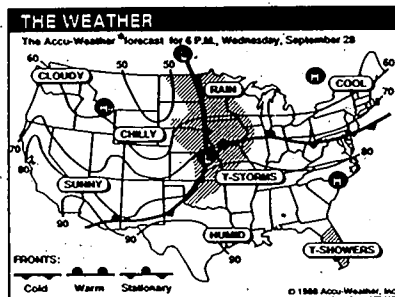 THE WEATHER
The Accu-Weather® forecast for 6 P.M., Wednesday, September 28
60
CLOUDY
50
50
L
RAIN
H
COOL
60
70
H
CHILLY
70
80
L
T-STORMS
80
SUNNY
H
90
90
HUMID
90
T-SHOWERS
FRONTS:
Cold Warm Stationary
© 1988 Accu-Weather, Inc